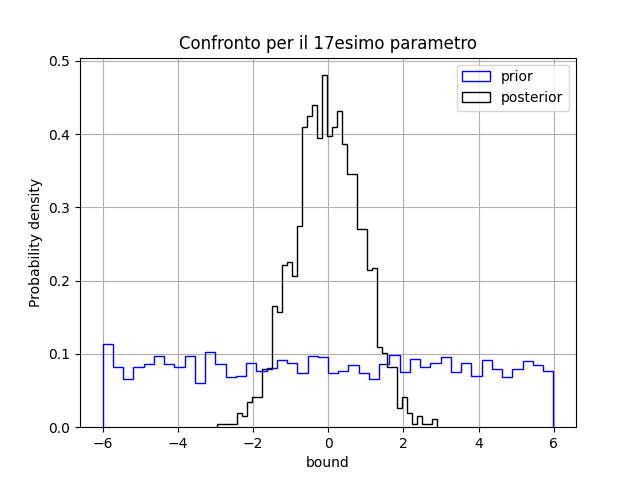 Confronto per il 17esimo parametro
prior
posterior
Probability density
0.5
0.4
0.3
0.2
0.1
0.0
−6 −4 −2 0 2 4 6
bound